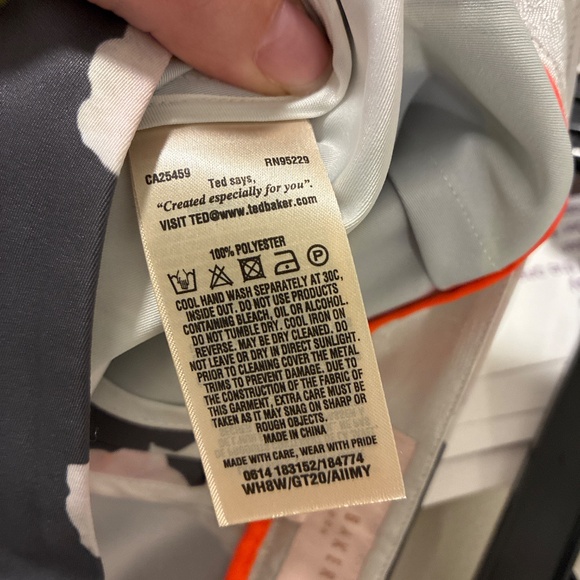 CA25459 RN95229
Ted says,
“Created especially for you”.
VISIT TED@www.tedbaker.com
100% POLYESTER
P
COOL HAND WASH SEPARATELY AT 30C,
INSIDE OUT. DO NOT USE PRODUCTS
CONTAINING BLEACH, OIL OR ALCOHOL.
DO NOT TUMBLE DRY. COOL IRON ON
REVERSE. MAY BE DRY CLEANED. DO
NOT LEAVE OR DRY IN DIRECT SUNLIGHT.
PRIOR TO CLEANING COVER THE METAL
TRIMS TO PREVENT DAMAGE. DUE TO
THE CONSTRUCTION OF THE FABRIC OF
THIS GARMENT, EXTRA CARE MUST BE
TAKEN AS IT MAY SNAG ON SHARP OR
ROUGH OBJECTS.
MADE IN CHINA
MADE WITH CARE, WEAR WITH PRIDE
0614 183152/184774
WH8W/GT20/AIIMY
BAKER